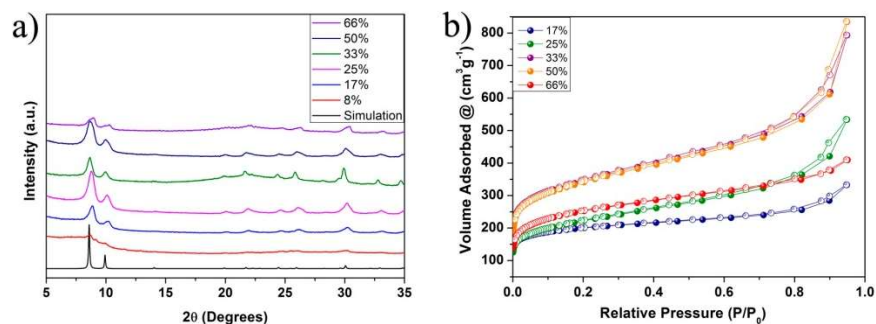 a)
66%
50%
33%
25%
17%
8%
Simulation
Intensity (a.u.)
5 10 15 20 25 30 35
2θ (Degrees)
b)
17%
25%
33%
50%
66%
Volume Adsorbed @ (cm³g⁻¹)
800
700
600
500
400
300
200
100
0.0 0.2 0.4 0.6 0.8 1.0
Relative Pressure (P/P₀)